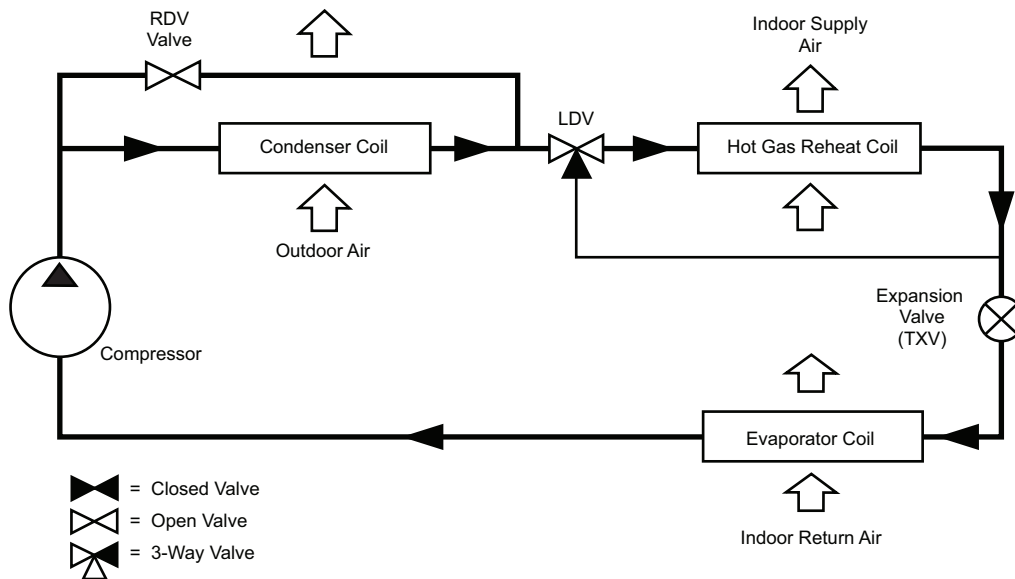 RDV
Valve
Indoor Supply
Air
LDV
Condenser Coil
Hot Gas Reheat Coil
Outdoor Air
Expansion
Valve
(TXV)
Compressor
Evaporator Coil
= Closed Valve
= Open Valve
= 3-Way Valve
Indoor Return Air